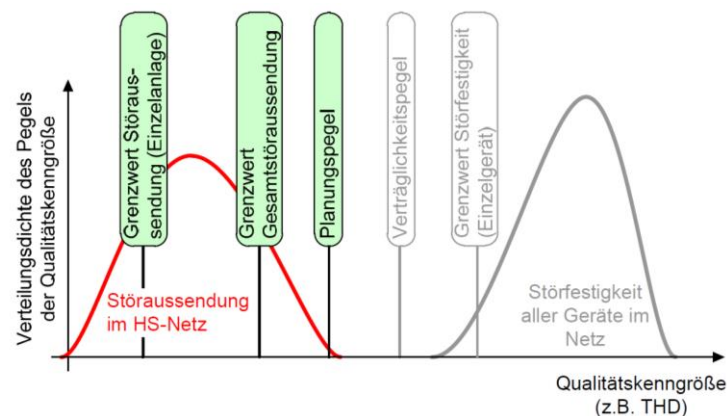 Verteilungsdichte des Pegels
der Qualitätskenngröße
Grenzwert Störaus-
sendung (Einzelanlage)
Grenzwert
Gesamtstöraussendung
Planungspegel
Verträglichkeitspegel
Grenzwert Störfestigkeit
(Einzelgerät)
Störaussendung
im HS-Netz
Störfestigkeit
aller Geräte im
Netz
Qualitätskenngröße
(z.B. THD)